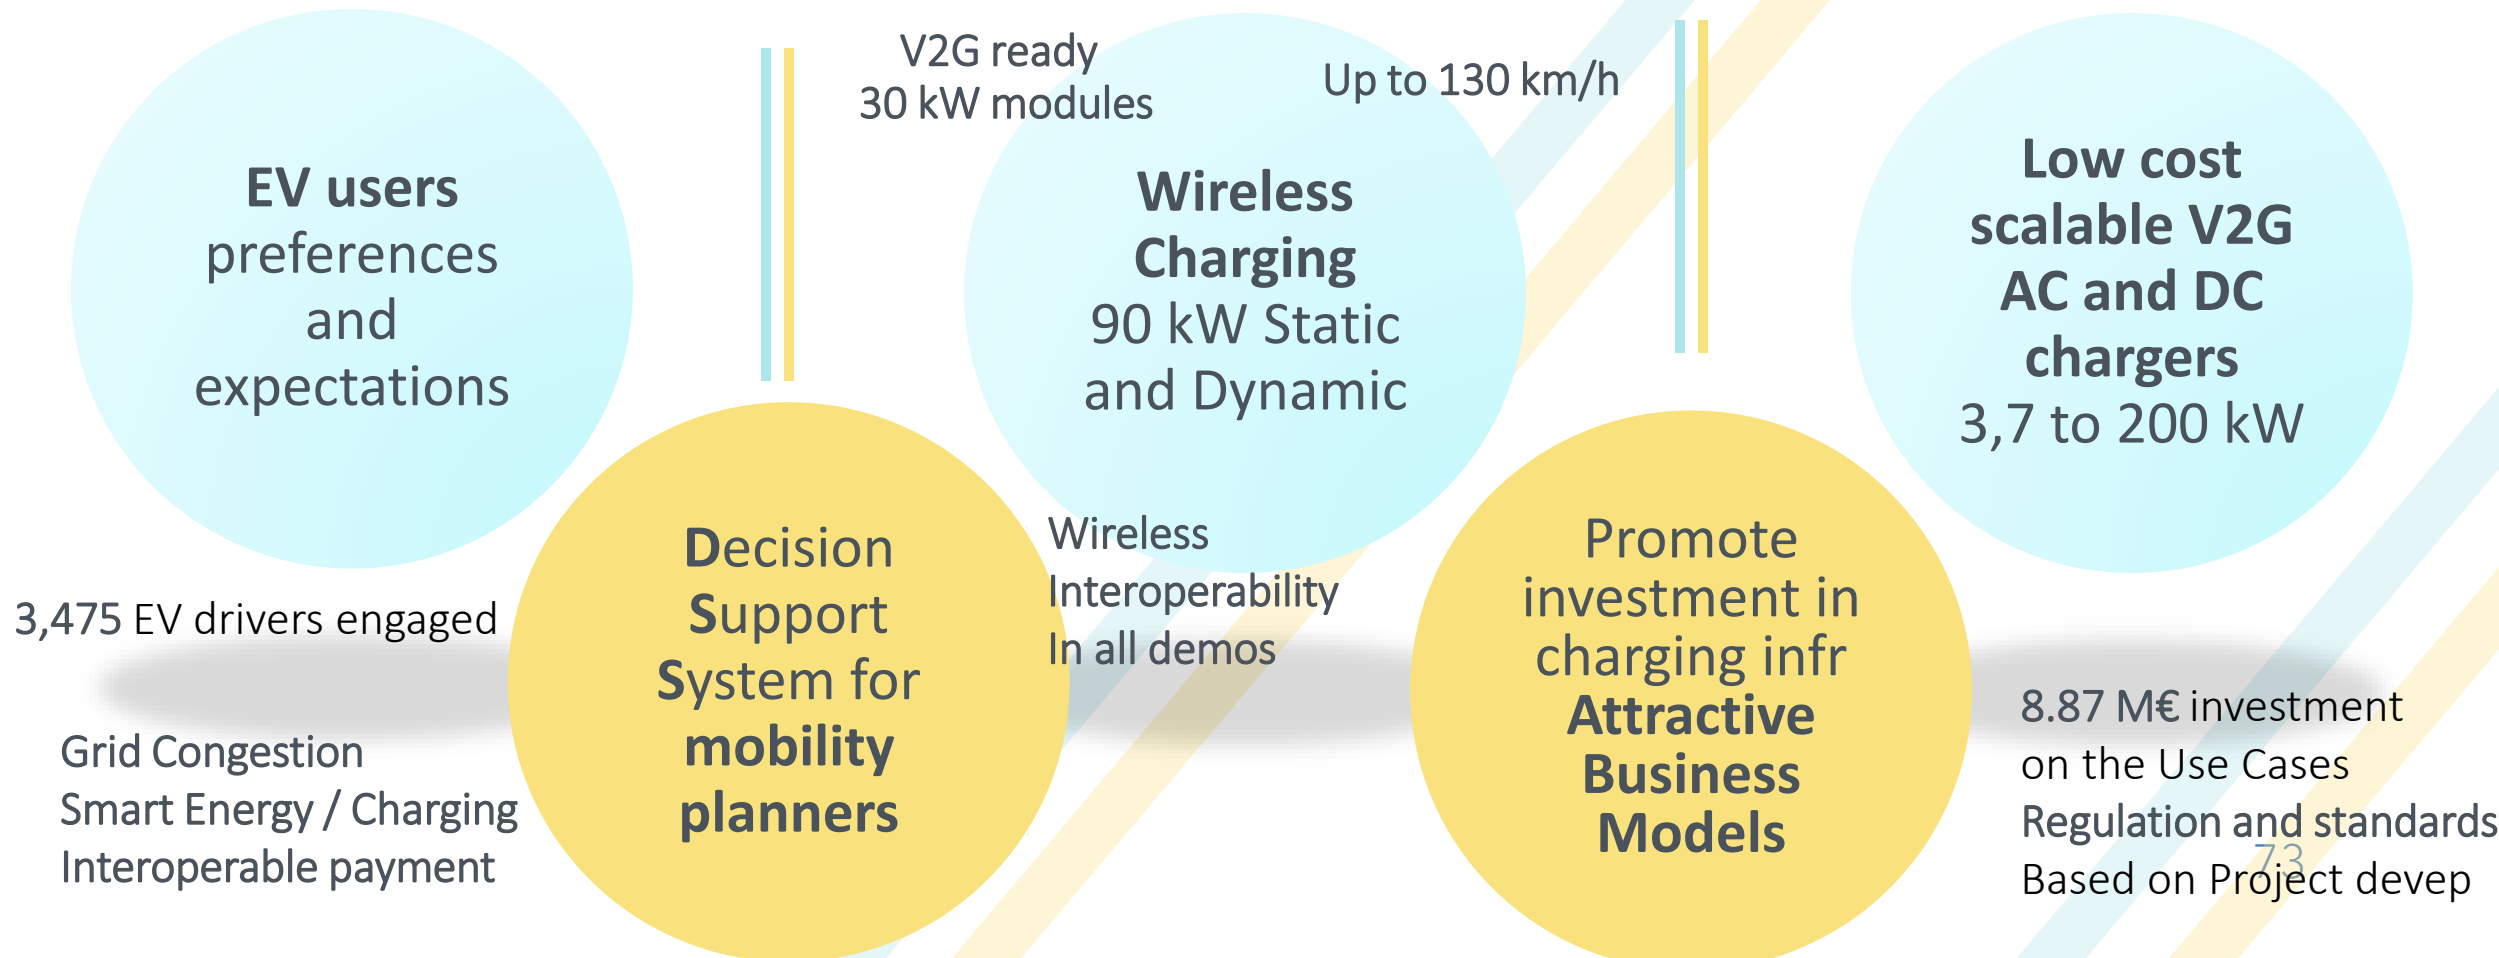 EV users
preferences
and
expectations
3,475 EV drivers engaged
Grid Congestion
Smart Energy / Charging
Interoperable payment
Decision
Support
System for
mobility
planners
V2G ready
30 kW modules
Up to 130 km/h
Wireless
Charging
90 kW Static
and Dynamic
Wireless
Interoperability
In all demos
Promote
investment in
charging infr
Attractive
Business
Models
Low cost
scalable V2G
AC and DC
chargers
3,7 to 200 kW
8.87 M€ investment
on the Use Cases
Regulation and standards
Based on Project devep
73